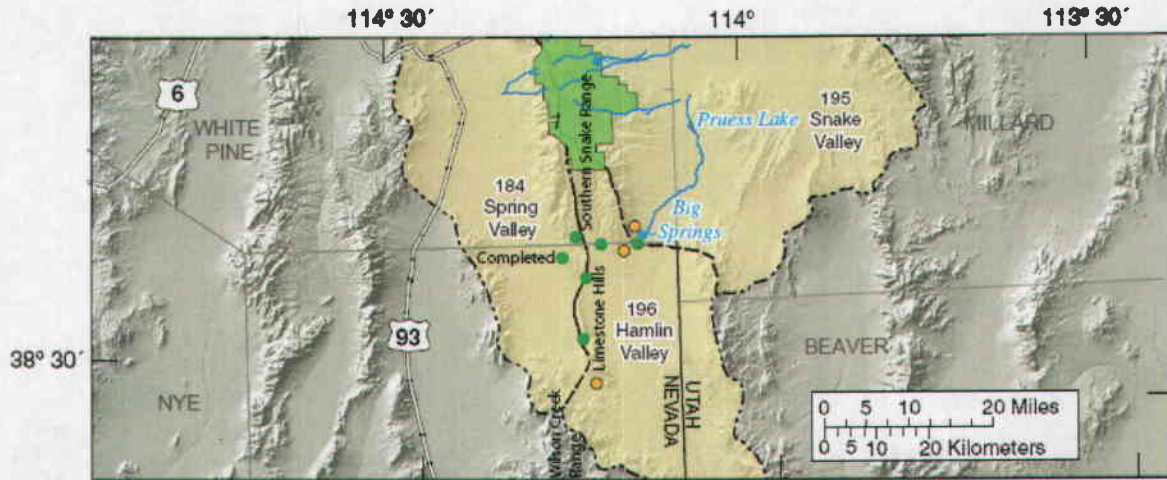 114° 30´
114°
113° 30´
6
WHITE
PINE
Southern Snake Range
Pruess Lake
195
Snake
Valley
MILLARD
184
Spring
Valley
Big
Springs
Completed
Limestone Hills
196
Hamlin
Valley
93
38° 30´
BEAVER
NYE
Wilson Creek
Range
UTAH
NEVADA
0 5 10 20 Miles
0 5 10 20 Kilometers